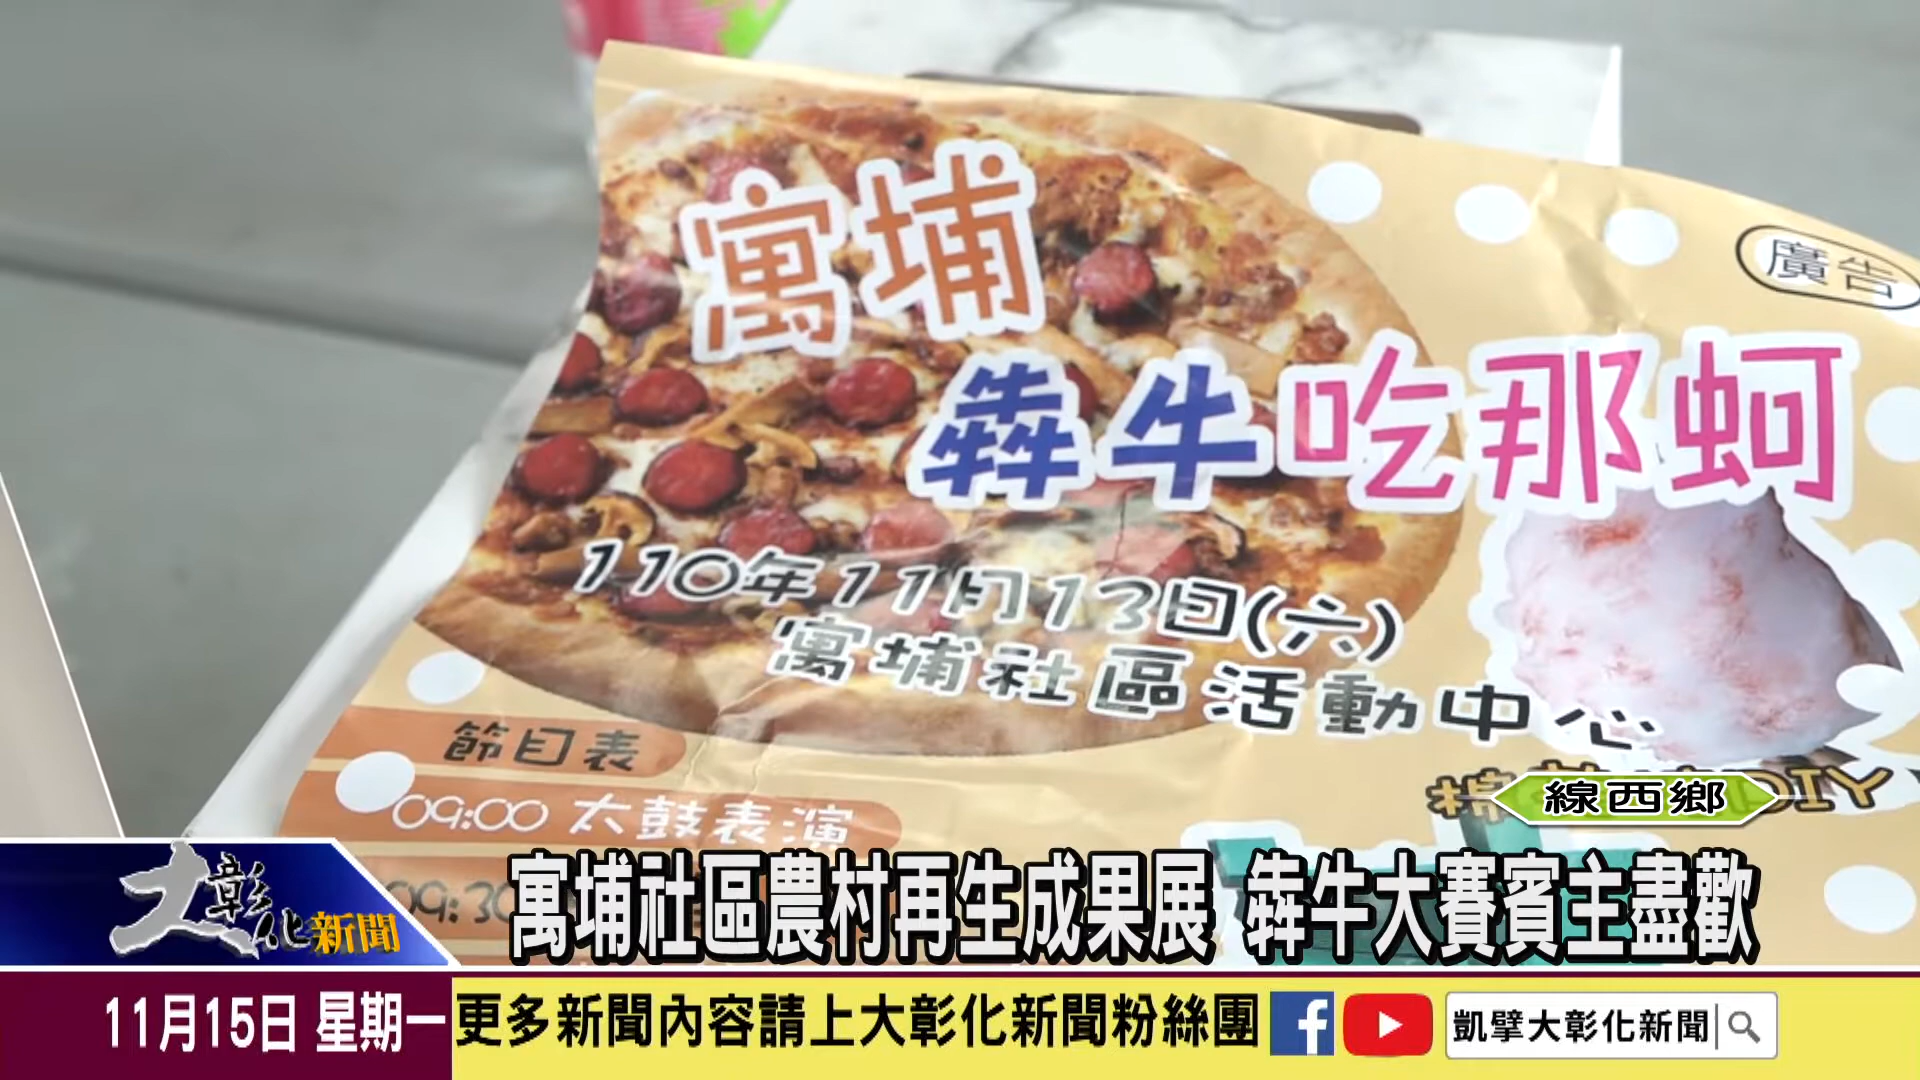 寓埔
廣告
犇牛吃那蚵
110年11月13日(六)
寓埔社區活動中心
節目表
DIY
線西鄉
09:00 太鼓表演
09:30
大彰化新聞
寓埔社區農村再生成果展 犇牛大賽賓主盡歡
11月15日 星期一
更多新聞內容請上大彰化新聞粉絲團
凱擘大彰化新聞